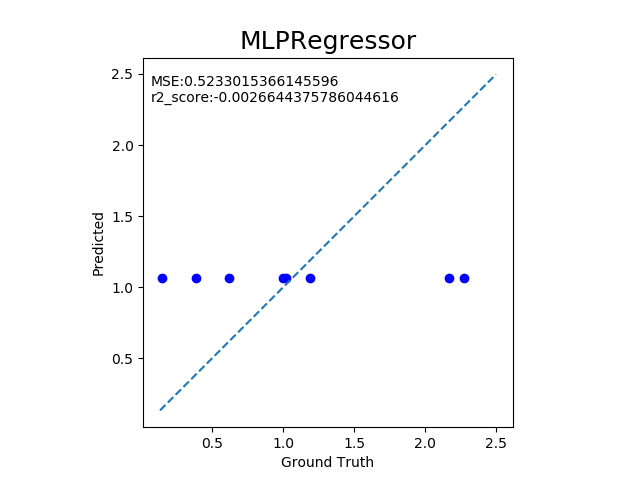 MLPRegressor
MSE:0.5233015366145596
r2_score:-0.0026644375786044616
2.5
2.0
1.5
1.0
0.5
Predicted
0.5 1.0 1.5 2.0 2.5
Ground Truth